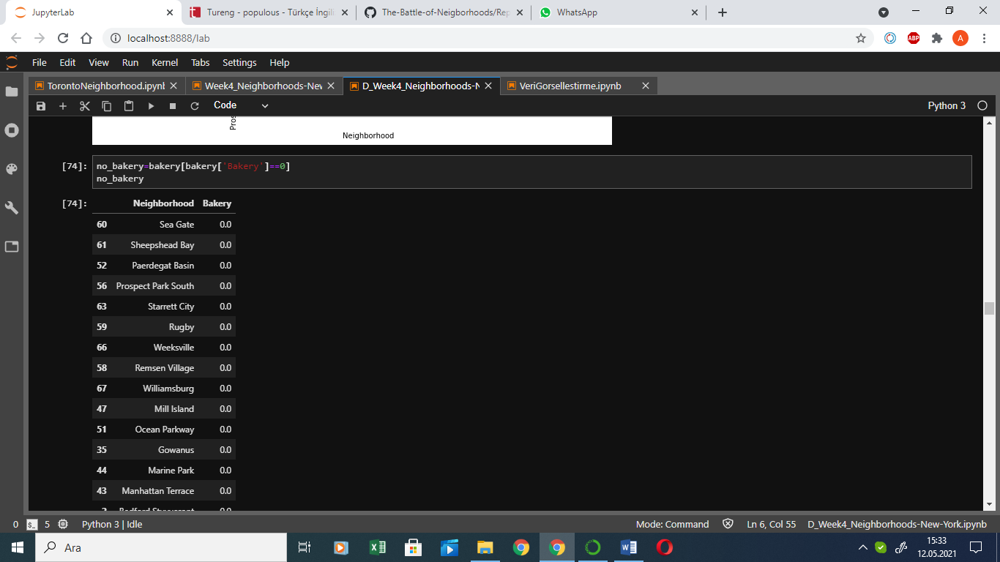 JupyterLab
Tureng - populous - Türkçe İngili
The-Battle-of-Neigborhoods/Rep
WhatsApp
localhost:8888/lab
ABP
A
File Edit View Run Kernel Tabs Settings Help
TorontoNeighborhood.ipynb
Week4_Neighborhoods-New
D_Week4_Neighborhoods-N
VeriGorsellestirme.ipynb
Code
Python 3
Pros
Neighborhood
[74]: no_bakery=bakery[bakery['Bakery']==0]
no_bakery
[74]: Neighborhood Bakery
60 Sea Gate 0.0
61 Sheepshead Bay 0.0
52 Paerdegat Basin 0.0
56 Prospect Park South 0.0
63 Starrett City 0.0
59 Rugby 0.0
66 Weeksville 0.0
58 Remsen Village 0.0
67 Williamsburg 0.0
47 Mill Island 0.0
51 Ocean Parkway 0.0
35 Gowanus 0.0
44 Marine Park 0.0
43 Manhattan Terrace 0.0
0 $_ 5 Python 3 | Idle
Mode: Command Ln 6, Col 55 D_Week4_Neighborhoods-New-York.ipynb
Ara
15:33
12.05.2021